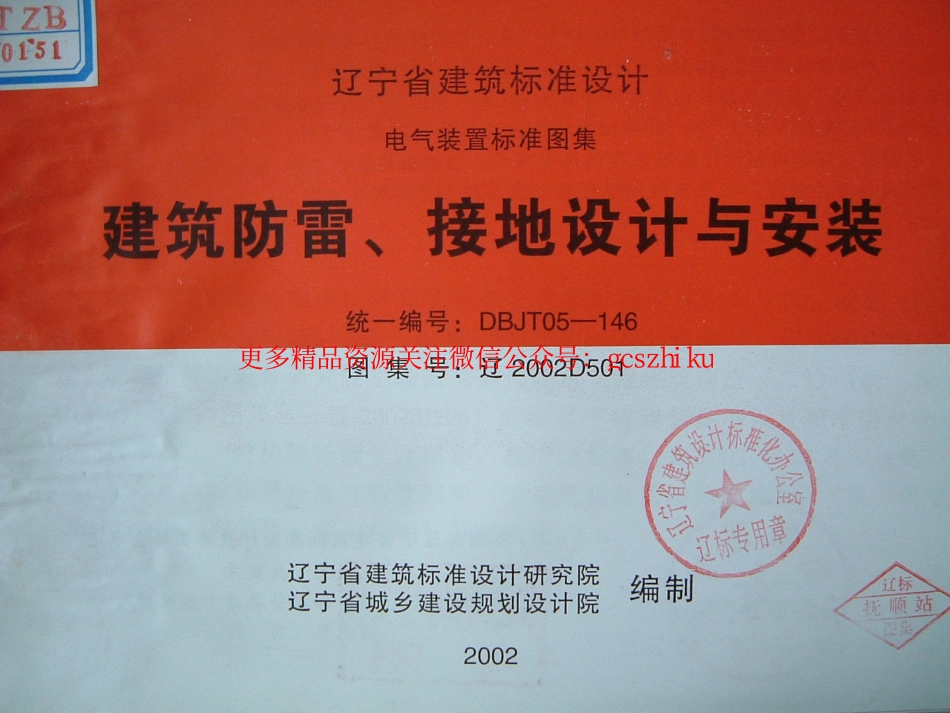 TZB
0151
辽宁省建筑标准设计
电气装置标准图集
建筑防雷、接地设计与安装
统一编号：DBJT05—146
更多精品资源关注微信公众号：gcszhiku
图 集 号：辽2002D501
辽宁省建筑设计标准化办公室
辽标专用章
辽宁省建筑标准设计研究院
辽宁省城乡建设规划设计院
编制
辽标
抚顺站
图集
2002